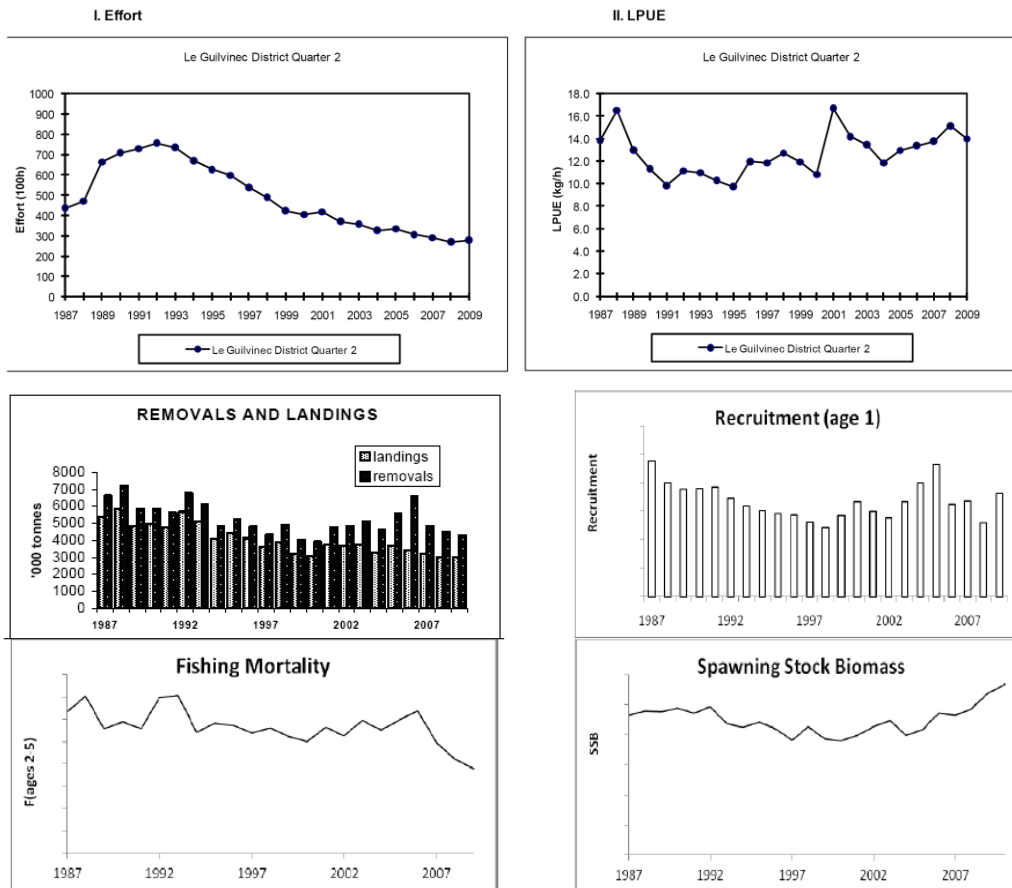 I. Effort
II. LPUE
Le Guilvinec District Quarter 2
Effort (100h)
1000
900
800
700
600
500
400
300
200
100
0
1987 1989 1991 1993 1995 1997 1999 2001 2003 2005 2007 2009
Le Guilvinec District Quarter 2
Le Guilvinec District Quarter 2
LPUE (kg/h)
18.0
16.0
14.0
12.0
10.0
8.0
6.0
4.0
2.0
0.0
1987 1989 1991 1993 1995 1997 1999 2001 2003 2005 2007 2009
Le Guilvinec District Quarter 2
REMOVALS AND LANDINGS
landings
removals
'000 tonnes
8000
7000
6000
5000
4000
3000
2000
1000
0
1987 1992 1997 2002 2007
Recruitment (age 1)
Recruitment
1987 1992 1997 2002 2007
Fishing Mortality
F(ages 2-5)
1987 1992 1997 2002 2007
Spawning Stock Biomass
SSB
1987 1992 1997 2002 2007